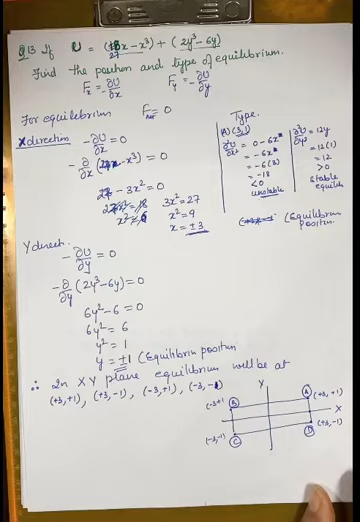 Q13 If U = (27x - x³) + (2y³ - 6y)
Find the position and type of equilibrium.
Fx = -∂U/∂x Fy = -∂U/∂y
For equilibrium Fnet = 0
X direction -∂U/∂x = 0
-∂/∂x (27x - x³) = 0
27 - 3x² = 0
3x² = 27
x² = 9
x = ±3
Type.
(A) (3,1)
∂²U/∂x² = 0 - 6x
= -6x
= -6(3)
= -18
< 0
unstable
∂²U/∂y² = 12y
= 12(1)
= 12
> 0
stable
equilib
(Equilibrium
position
Y direct.
-∂U/∂y = 0
-∂/∂y (2y³ - 6y) = 0
6y² - 6 = 0
6y² = 6
y² = 1
y = ±1 (Equilibrium position
∴ In XY plane equilibrium will be at
(+3,+1), (+3,-1), (-3,+1), (-3,-1)
Y
(-3,+1) B A (+3,+1)
X
(-3,-1) C D (+3,-1)